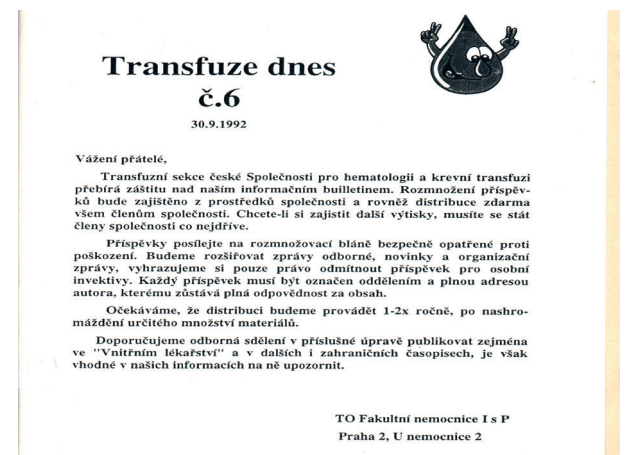 Transfuze dnes
č.6
30.9.1992
Vážení přátelé,
Transfuzní sekce české Společnosti pro hematologii a krevní transfuzi
přebírá záštitu nad naším informačním builletinem. Rozmnožení příspěv-
ků bude zajištěno z prostředků společnosti a rovněž distribuce zdarma
všem členům společnosti. Chcete-li si zajistit další výtisky, musíte se stát
členy společnosti co nejdříve.
Příspěvky posílejte na rozmnožovací bláně bezpečně opatřené proti
poškození. Budeme rozšiřovat zprávy odborné, novinky a organizační
zprávy, vyhrazujeme si pouze právo odmítnout příspěvek pro osobní
invektivy. Každý příspěvek musí být označen oddělením a plnou adresou
autora, kterému zůstává plná odpovědnost za obsah.
Očekáváme, že distribuci budeme provádět 1-2x ročně, po nashro-
máždění určitého množství materiálů.
Doporučujeme odborná sdělení v příslušné úpravě publikovat zejména
ve "Vnitřním lékařství" a v dalších i zahraničních časopisech, je však
vhodné v našich informacích na ně upozornit.
TO Fakultní nemocnice I s P
Praha 2, U nemocnice 2